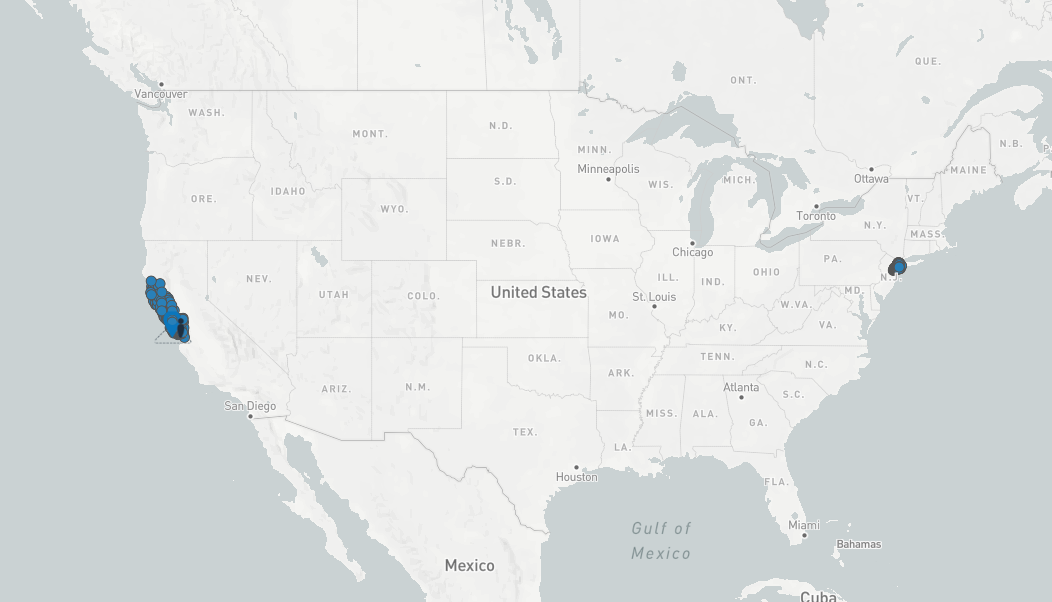 QUE.
ONT.
Vancouver
WASH.
N.D.
MONT.
MINN.
N.B.
Minneapolis
MAINE
Ottawa
S.D.
WIS.
MICH.
IDAHO
ORE.
VT.
WYO.
Toronto
N.Y.
MASS.
NEBR.
IOWA
Chicago
PA.
OHIO
NEV.
ILL.
IND.
UTAH
COLO.
United States
St. Louis
MD.
W.VA.
MO.
KY.
VA.
TENN.
OKLA.
N.C.
ARK.
ARIZ.
N.M.
Atlanta
S.C.
San Diego
MISS.
ALA.
GA.
TEX.
LA.
Houston
FLA.
Gulf of
Mexico
Miami
Bahamas
Mexico
Cuba